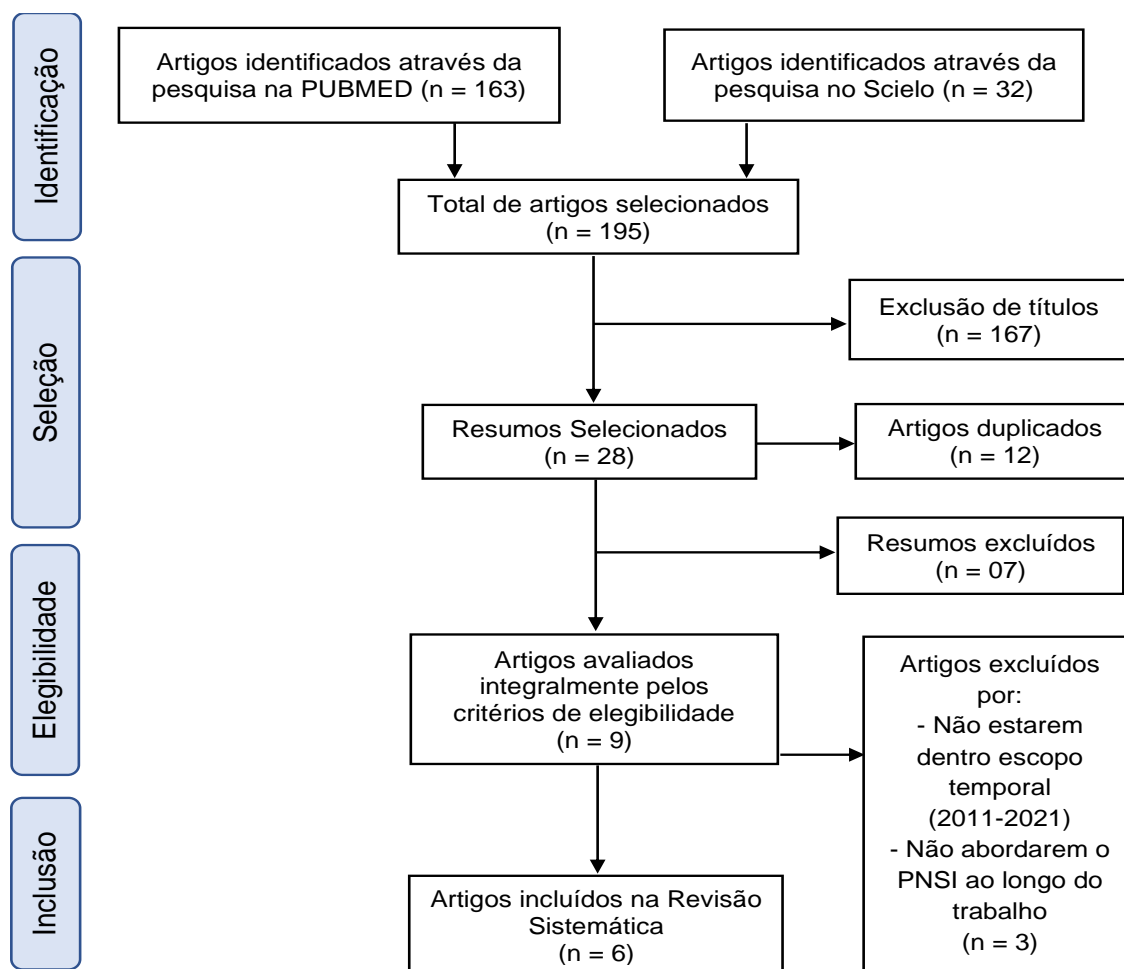 Identificação
Artigos identificados através da
pesquisa na PUBMED (n = 163)
Artigos identificados através da
pesquisa no Scielo (n = 32)
Total de artigos selecionados
(n = 195)
Seleção
Exclusão de títulos
(n = 167)
Resumos Selecionados
(n = 28)
Artigos duplicados
(n = 12)
Resumos excluídos
(n = 07)
Elegibilidade
Artigos avaliados
integralmente pelos
critérios de elegibilidade
(n = 9)
Artigos excluídos
por:
- Não estarem
dentro escopo
temporal
(2011-2021)
- Não abordarem o
PNSI ao longo do
trabalho
(n = 3)
Inclusão
Artigos incluídos na Revisão
Sistemática
(n = 6)